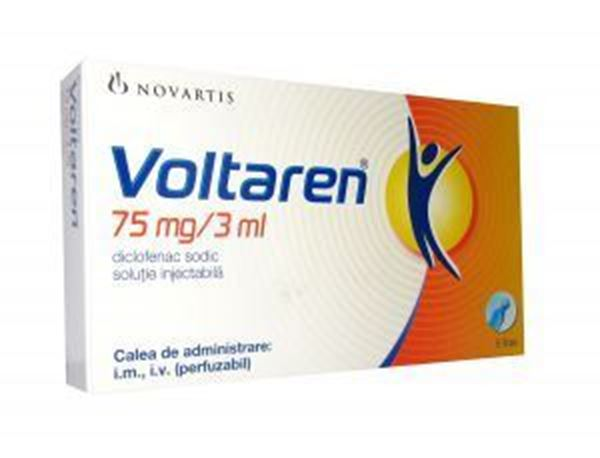 NOVARTIS
Voltaren®
75 mg/3 ml
diclofenac sodic
soluție injectabilă
Calea de administrare:
i.m., i.v. (perfuzabil)
Voltaren